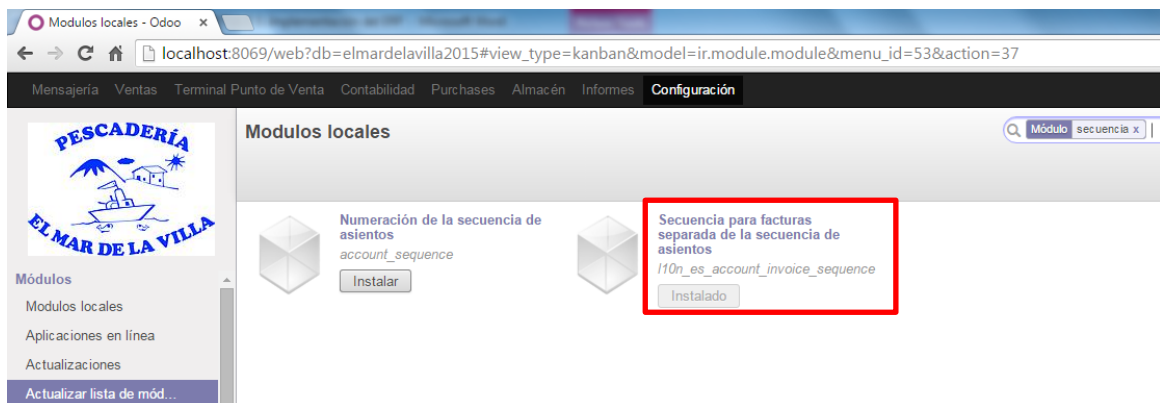 Modulos locales - Odoo x
localhost:8069/web?db=elmardelavilla2015#view_type=kanban&model=ir.module.module&menu_id=53&action=37
Mensajería Ventas Terminal Punto de Venta Contabilidad Purchases Almacén Informes Configuración
PESCADERÍA
EL MAR DE LA VILLA
Modulos locales
Módulo secuencia x
Numeración de la secuencia de
asientos
account_sequence
Instalar
Secuencia para facturas
separada de la secuencia de
asientos
l10n_es_account_invoice_sequence
Instalado
Módulos
Modulos locales
Aplicaciones en línea
Actualizaciones
Actualizar lista de mód...